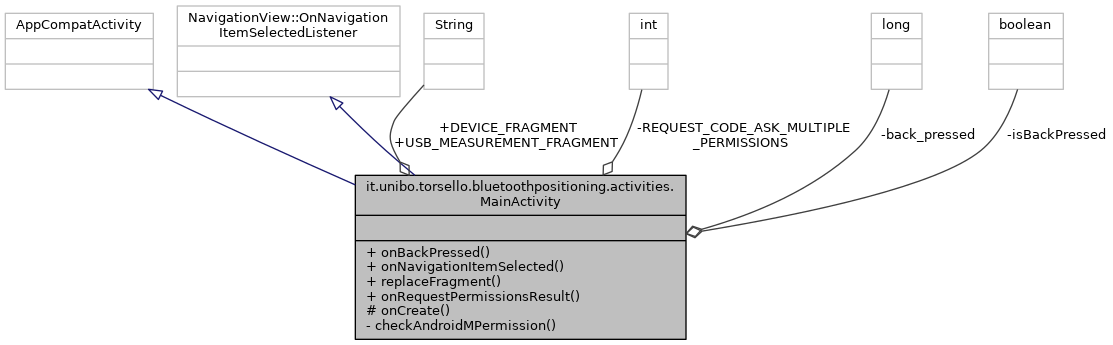 AppCompatActivity
NavigationView::OnNavigation
ItemSelectedListener
String
int
long
boolean
+DEVICE_FRAGMENT
+USB_MEASUREMENT_FRAGMENT
-REQUEST_CODE_ASK_MULTIPLE
_PERMISSIONS
-back_pressed
-isBackPressed
it.unibo.torsello.bluetoothpositioning.activities.
MainActivity
+ onBackPressed()
+ onNavigationItemSelected()
+ replaceFragment()
+ onRequestPermissionsResult()
# onCreate()
- checkAndroidMPermission()